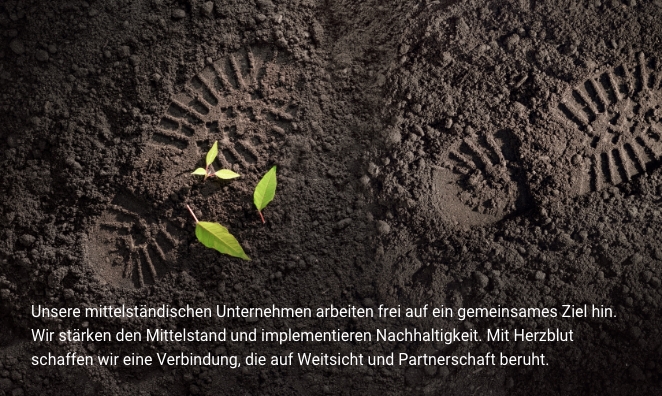 Unsere mittelständischen Unternehmen arbeiten frei auf ein gemeinsames Ziel hin.
Wir stärken den Mittelstand und implementieren Nachhaltigkeit. Mit Herzblut
schaffen wir eine Verbindung, die auf Weitsicht und Partnerschaft beruht.